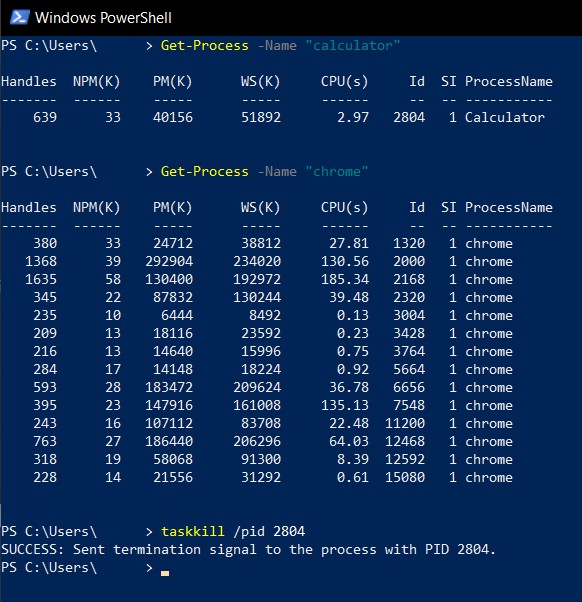 Windows PowerShell
PS C:\Users\      > Get-Process -Name "calculator"
Handles  NPM(K)    PM(K)      WS(K)     CPU(s)     Id  SI ProcessName
-------  ------    -----      -----     ------     --  -- -----------
    639      33    40156      51892       2.97   2804   1 Calculator
PS C:\Users\      > Get-Process -Name "chrome"
Handles  NPM(K)    PM(K)      WS(K)     CPU(s)     Id  SI ProcessName
-------  ------    -----      -----     ------     --  -- -----------
    380      33    24712      38812      27.81   1320   1 chrome
   1368      39   292904     234020     130.56   2000   1 chrome
   1635      58   130400     192972     185.34   2168   1 chrome
    345      22    87832     130244      39.48   2320   1 chrome
    235      10     6444       8492       0.13   3004   1 chrome
    209      13    18116      23592       0.23   3428   1 chrome
    216      13    14640      15996       0.75   3764   1 chrome
    284      17    14148      18224       0.92   5664   1 chrome
    593      28   183472     209624      36.78   6656   1 chrome
    395      23   147916     161008     135.13   7548   1 chrome
    243      16   107112      83708      22.48  11200   1 chrome
    763      27   186440     206296      64.03  12468   1 chrome
    318      19    58068      91300       8.39  12592   1 chrome
    228      14    21556      31292       0.61  15080   1 chrome
PS C:\Users\      > taskkill /pid 2804
SUCCESS: Sent termination signal to the process with PID 2804.
PS C:\Users\      >